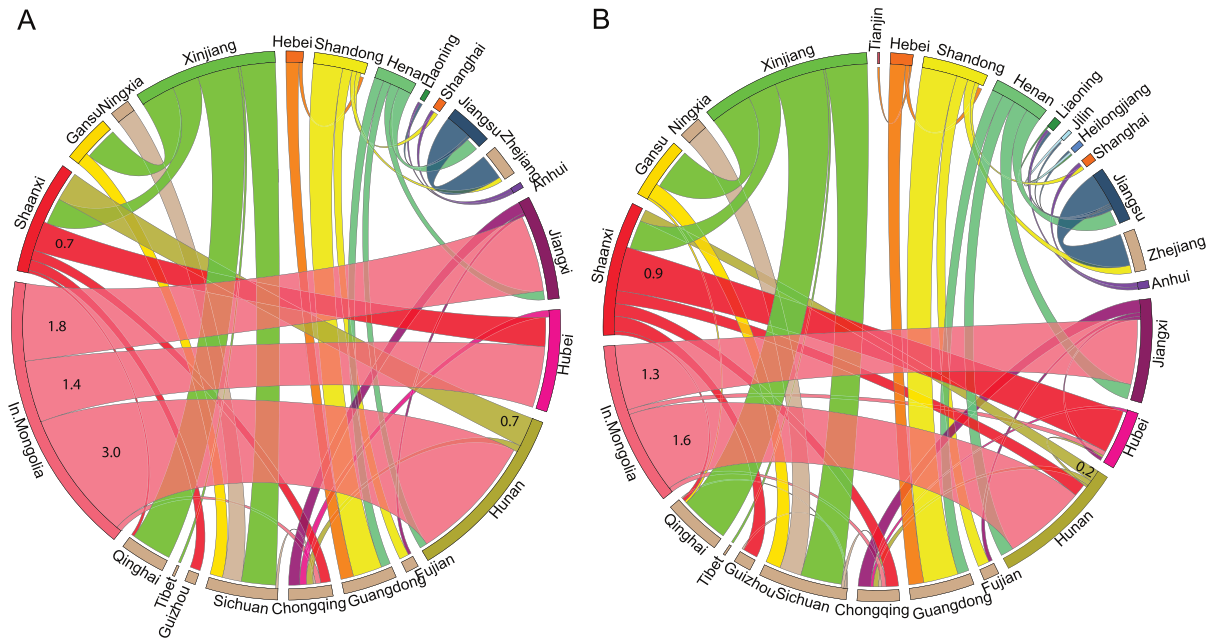 A
Xinjiang
Hebei
Shandong
Henan
Liaoning
Shanghai
Jiangsu
Zhejiang
Anhui
Jiangxi
Hubei
Hunan
Fujian
Guangdong
Chongqing
Sichuan
Guizhou
Tibet
Qinghai
In.Mongolia
Shaanxi
Gansu
Ningxia
0.7
1.8
1.4
3.0
0.7
B
Tianjin
Xinjiang
Hebei
Shandong
Henan
Liaoning
Jilin
Heilongjiang
Shanghai
Jiangsu
Zhejiang
Anhui
Jiangxi
Hubei
Hunan
Fujian
Guangdong
Chongqing
Sichuan
Guizhou
Tibet
Qinghai
In.Mongolia
Shaanxi
Gansu
Ningxia
0.9
1.3
1.6
0.2